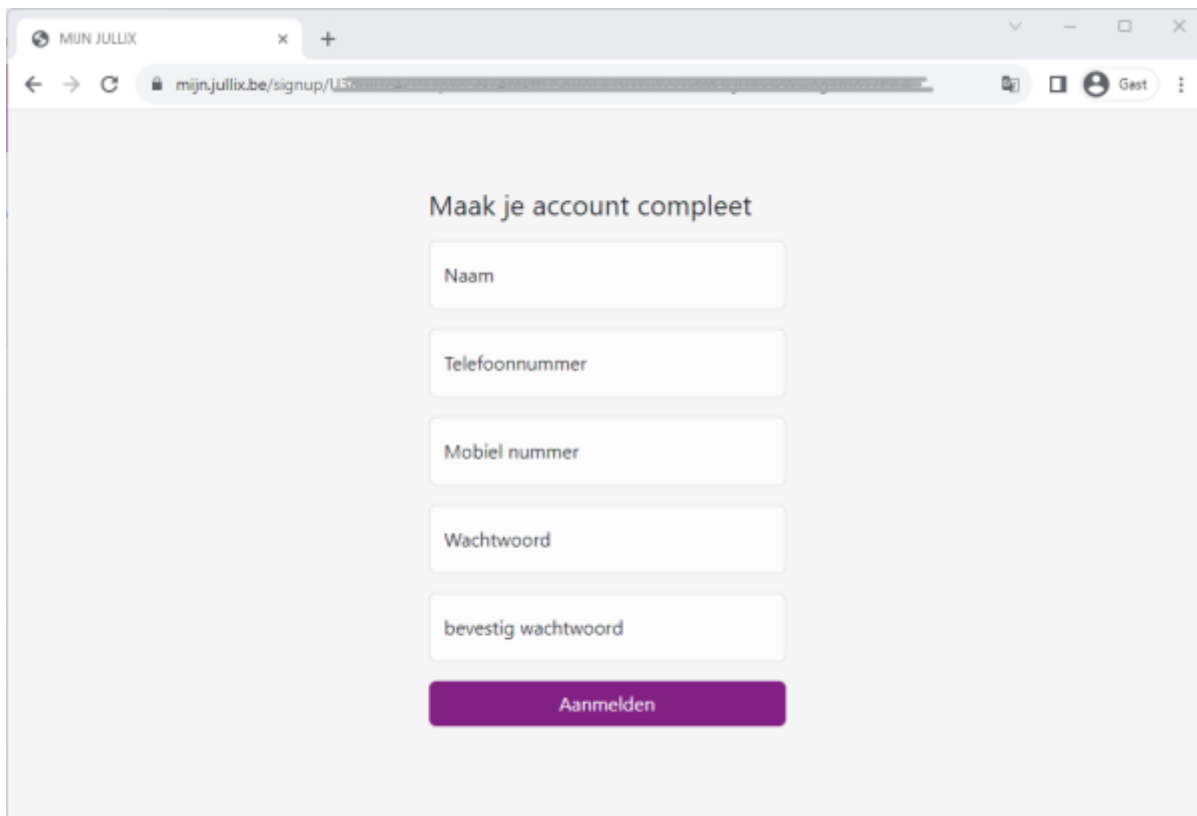 MIJN JULLIX
mijn.jullix.be/signup/U3
Gast
Maak je account compleet
Naam
Telefoonnummer
Mobiel nummer
Wachtwoord
bevestig wachtwoord
Aanmelden